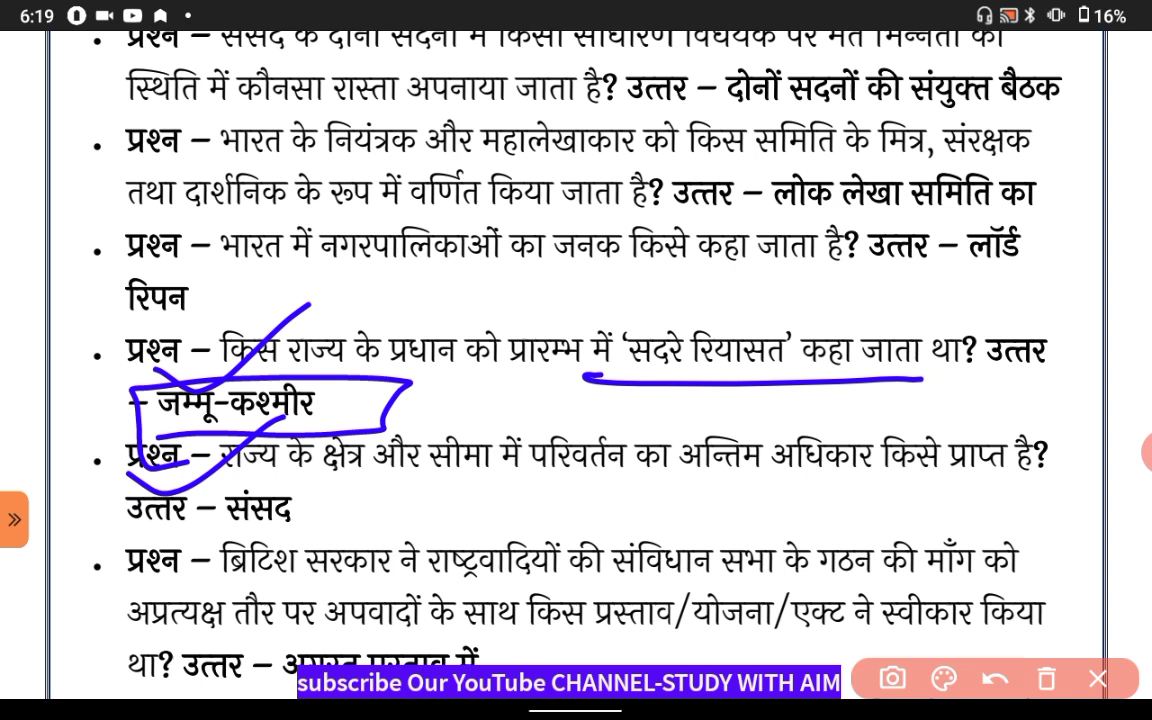 6:19
16%
• प्रश्न – संसद के दोनों सदनों में किसी साधारण विधेयक पर मत भिन्नता की
स्थिति में कौनसा रास्ता अपनाया जाता है? उत्तर – दोनों सदनों की संयुक्त बैठक
• प्रश्न – भारत के नियंत्रक और महालेखाकार को किस समिति के मित्र, संरक्षक
तथा दार्शनिक के रूप में वर्णित किया जाता है? उत्तर – लोक लेखा समिति का
• प्रश्न – भारत में नगरपालिकाओं का जनक किसे कहा जाता है? उत्तर – लॉर्ड
रिपन
• प्रश्न – किस राज्य के प्रधान को प्रारम्भ में ‘सदरे रियासत’ कहा जाता था? उत्तर
– जम्मू-कश्मीर
• प्रश्न – राज्य के क्षेत्र और सीमा में परिवर्तन का अन्तिम अधिकार किसे प्राप्त है?
उत्तर – संसद
• प्रश्न – ब्रिटिश सरकार ने राष्ट्रवादियों की संविधान सभा के गठन की माँग को
अप्रत्यक्ष तौर पर अपवादों के साथ किस प्रस्ताव/योजना/एक्ट ने स्वीकार किया
था? उत्तर – अगस्त प्रस्ताव में
subscribe Our YouTube CHANNEL-STUDY WITH AIM